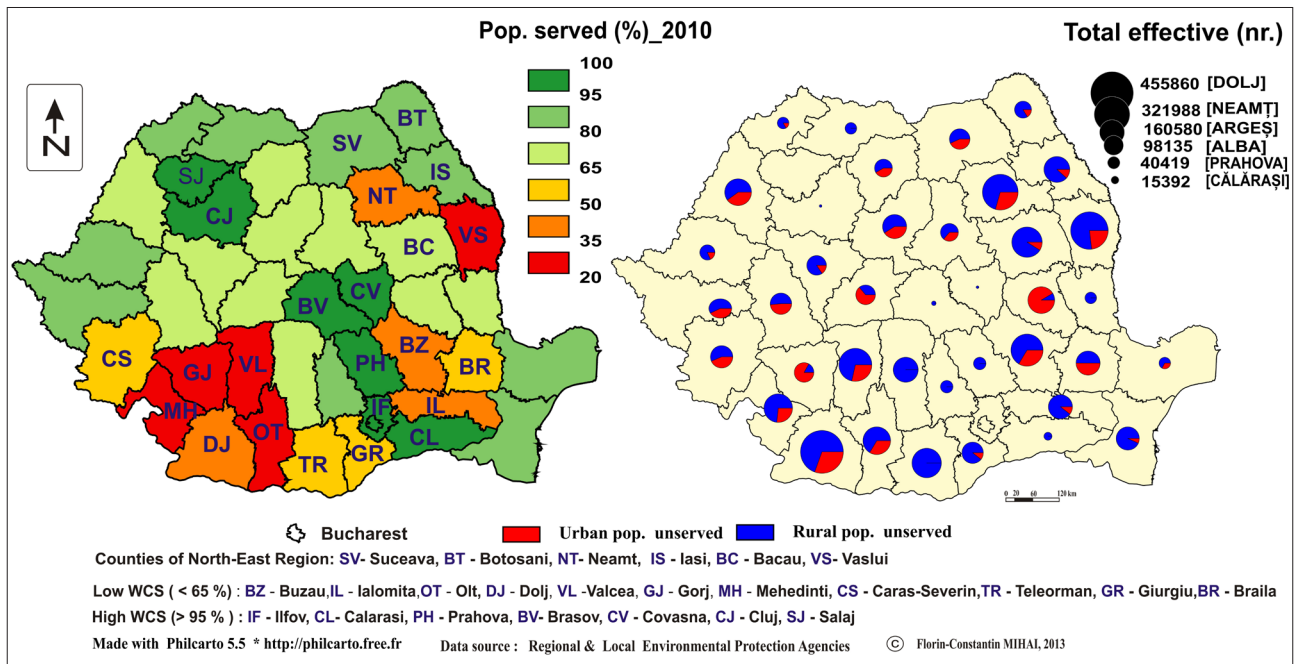 Pop. served (%)_2010
Total effective (nr.)
100
95
80
65
50
35
20
455860 [DOLJ]
321988 [NEAMȚ]
160580 [ARGEȘ]
98135 [ALBA]
40419 [PRAHOVA]
15392 [CĂLĂRAȘI]
N
BT
SV
IS
SJ
NT
CJ
VS
BC
CV
BV
CS
VL
GJ
PH
BZ
BR
MH
IF
IL
OT
DJ
CL
TR
GR
0 20 60 120 km
Bucharest
Urban pop. unserved
Rural pop. unserved
Counties of North-East Region: SV- Suceava, BT - Botosani, NT- Neamt, IS - Iasi, BC - Bacau, VS- Vaslui
Low WCS ( < 65 %) : BZ - Buzau,IL - Ialomita,OT - Olt, DJ - Dolj, VL -Valcea, GJ - Gorj, MH - Mehedinti, CS - Caras-Severin,TR - Teleorman, GR - Giurgiu,BR - Braila
High WCS (> 95 % ) : IF - Ilfov, CL- Calarasi, PH - Prahova, BV- Brasov, CV - Covasna, CJ - Cluj, SJ - Salaj
Made with Philcarto 5.5 * http://philcarto.free.fr
Data source : Regional & Local Environmental Protection Agencies
© Florin-Constantin MIHAI, 2013